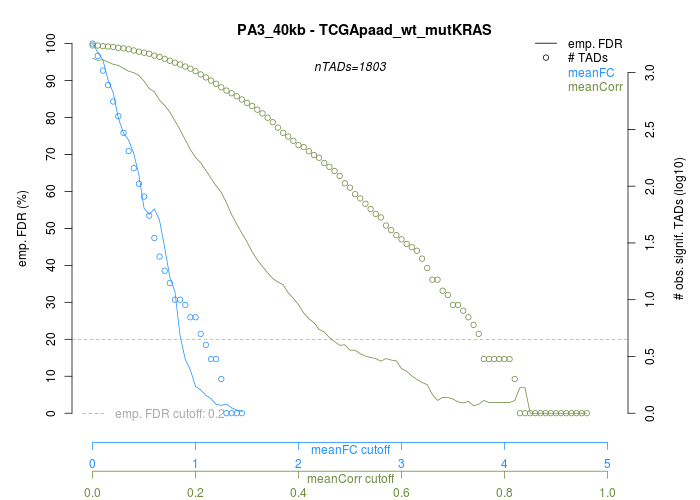 PA3_40kb - TCGApaad_wt_mutKRAS
nTADs=1803
emp. FDR
# TADs
meanFC
meanCorr
emp. FDR (%)
0
10
20
30
40
50
60
70
80
90
100
# obs. signif. TADs (log10)
0.0
0.5
1.0
1.5
2.0
2.5
3.0
emp. FDR cutoff: 0.2
meanFC cutoff
0 1 2 3 4 5
meanCorr cutoff
0.0 0.2 0.4 0.6 0.8 1.0